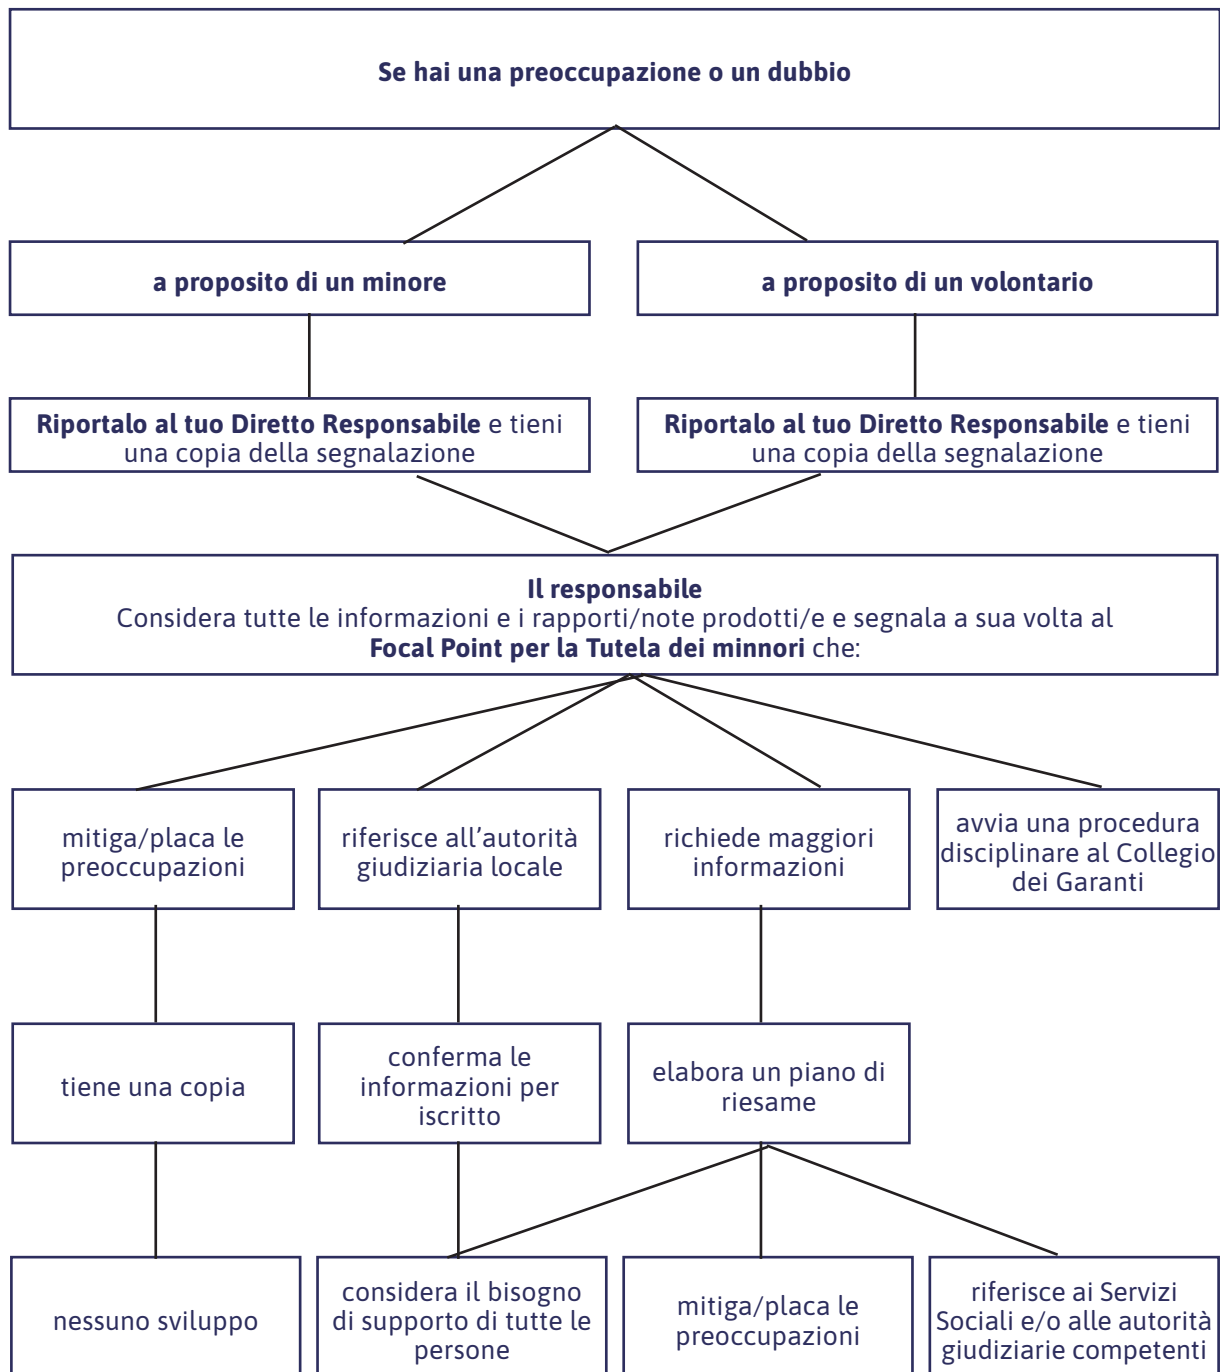 Se hai una preoccupazione o un dubbio
a proposito di un minore
a proposito di un volontario
Riportalo al tuo Diretto Responsabile e tieni
una copia della segnalazione
Riportalo al tuo Diretto Responsabile e tieni
una copia della segnalazione
Il responsabile
Considera tutte le informazioni e i rapporti/note prodotti/e e segnala a sua volta al
Focal Point per la Tutela dei minnori che:
mitiga/placa le
preoccupazioni
riferisce all’autorità
giudiziaria locale
richiede maggiori
informazioni
avvia una procedura
disciplinare al Collegio
dei Garanti
tiene una copia
conferma le
informazioni per
iscritto
elabora un piano di
riesame
nessuno sviluppo
considera il bisogno
di supporto di tutte le
persone
mitiga/placa le
preoccupazioni
riferisce ai Servizi
Sociali e/o alle autorità
giudiziarie competenti